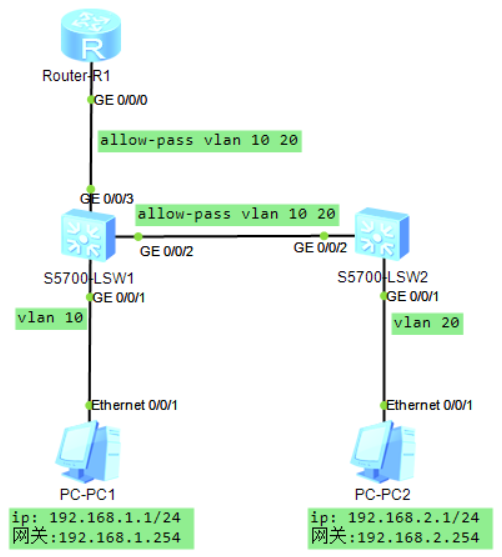 R
Router-R1
GE 0/0/0
allow-pass vlan 10 20
GE 0/0/3
allow-pass vlan 10 20
GE 0/0/2
GE 0/0/2
S5700-LSW1
S5700-LSW2
GE 0/0/1
GE 0/0/1
vlan 10
vlan 20
Ethernet 0/0/1
Ethernet 0/0/1
PC-PC1
PC-PC2
ip: 192.168.1.1/24
网关:192.168.1.254
ip: 192.168.2.1/24
网关:192.168.2.254